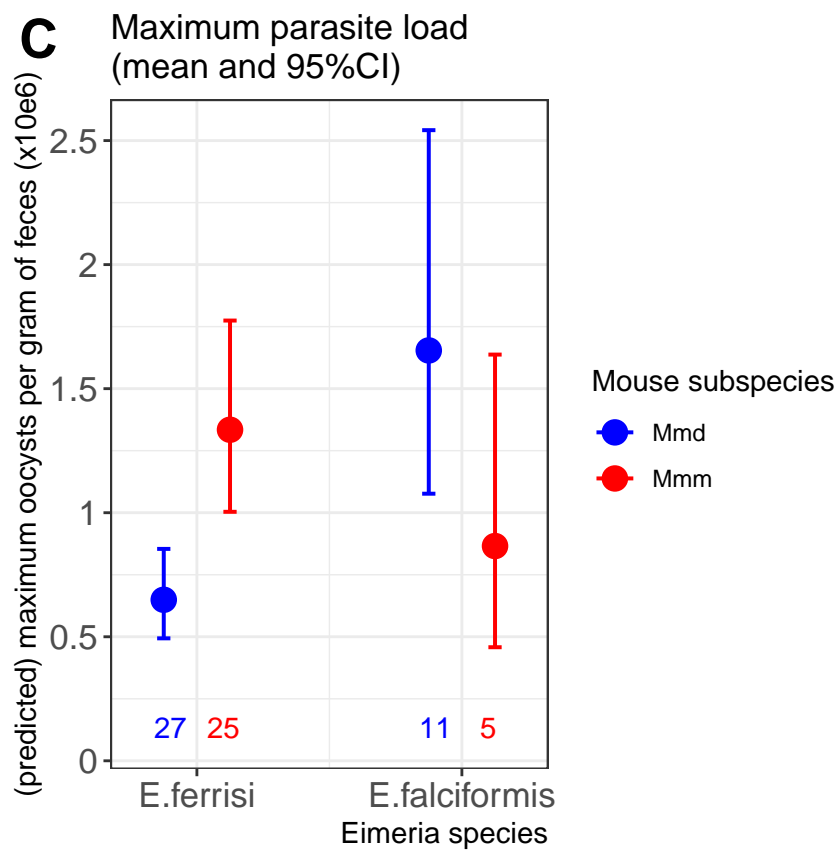 C
Maximum parasite load
(mean and 95%CI)
(predicted) maximum oocysts per gram of feces (x10e6)
2.5
2
1.5
1
0.5
0
27 25 11 5
E.ferrisi E.falciformis
Eimeria species
Mouse subspecies
Mmd
Mmm